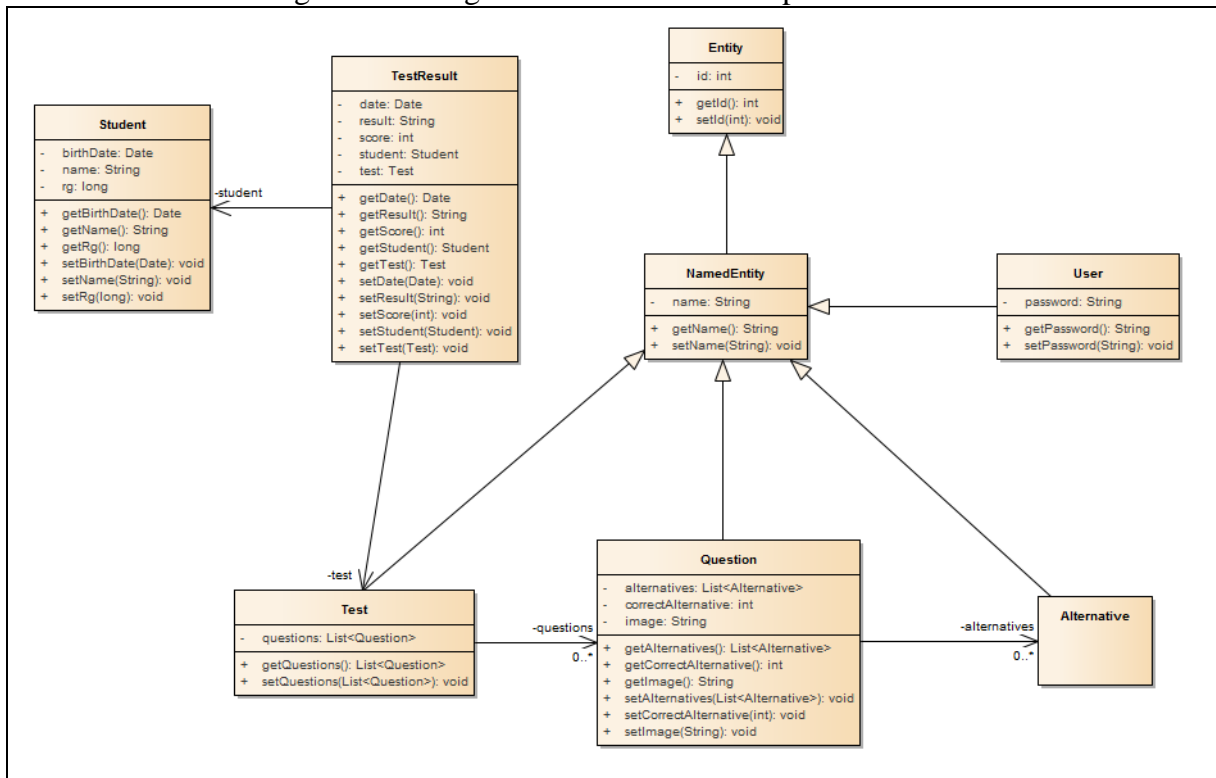 Entity
- id: int
+ getId(): int
+ setId(int): void
TestResult
- date: Date
- result: String
- score: int
- student: Student
- test: Test
+ getDate(): Date
+ getResult(): String
+ getScore(): int
+ getStudent(): Student
+ getTest(): Test
+ setDate(Date): void
+ setResult(String): void
+ setScore(int): void
+ setStudent(Student): void
+ setTest(Test): void
Student
- birthDate: Date
- name: String
- rg: long
+ getBirthDate(): Date
+ getName(): String
+ getRg(): long
+ setBirthDate(Date): void
+ setName(String): void
+ setRg(long): void
-student
NamedEntity
- name: String
+ getName(): String
+ setName(String): void
User
- password: String
+ getPassword(): String
+ setPassword(String): void
-test
Test
- questions: List<Question>
+ getQuestions(): List<Question>
+ setQuestions(List<Question>): void
-questions
0..*
Question
- alternatives: List<Alternative>
- correctAlternative: int
- image: String
+ getAlternatives(): List<Alternative>
+ getCorrectAlternative(): int
+ getImage(): String
+ setAlternatives(List<Alternative>): void
+ setCorrectAlternative(int): void
+ setImage(String): void
-alternatives
0..*
Alternative